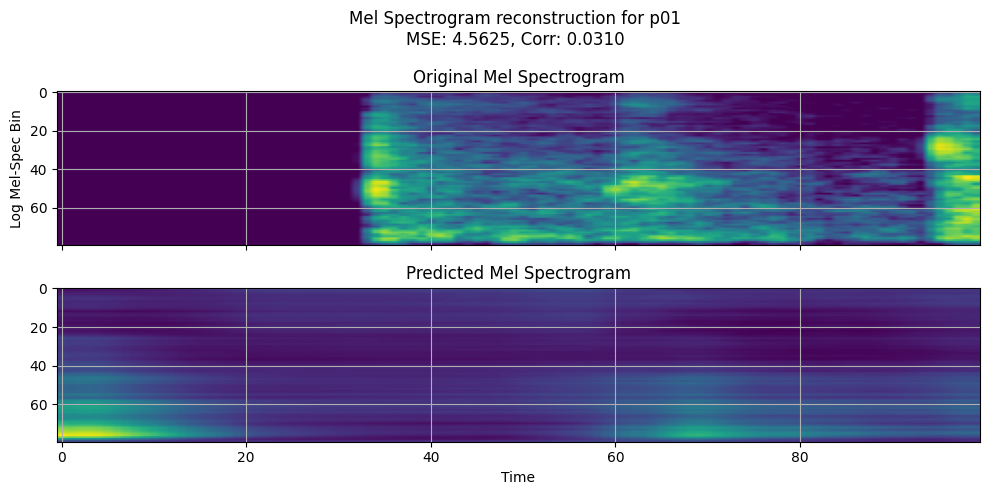 Mel Spectrogram reconstruction for p01
MSE: 4.5625, Corr: 0.0310
Original Mel Spectrogram
0
20
40
60
Log Mel-Spec Bin
Predicted Mel Spectrogram
0
20
40
60
0 20 40 60 80
Time